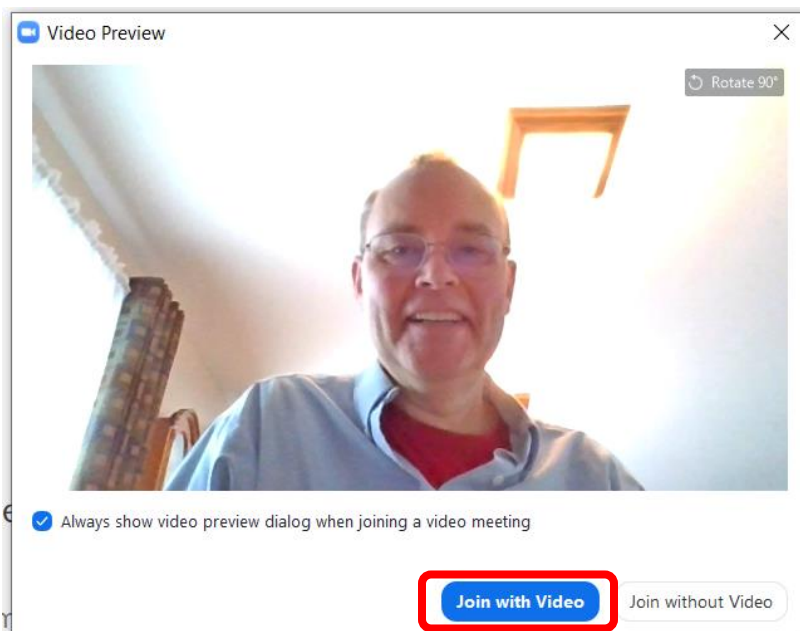 Video Preview
Rotate 90°
Always show video preview dialog when joining a video meeting
Join with Video Join without Video